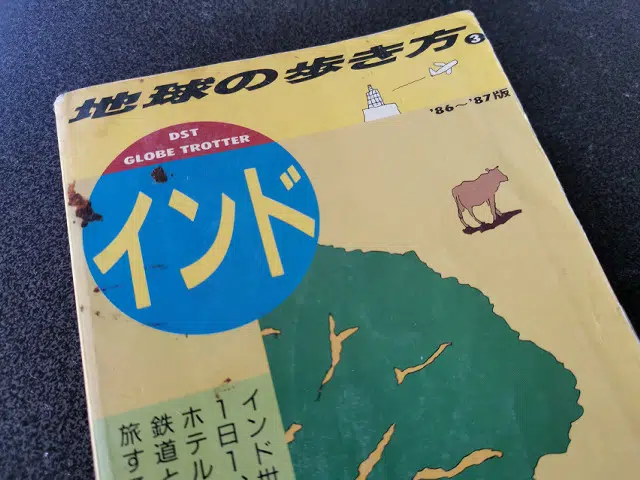 地球の歩き方③
'86～'87版
DST
GLOBE TROTTER
インド
インド
1日1
ホテル
鉄道と
旅す